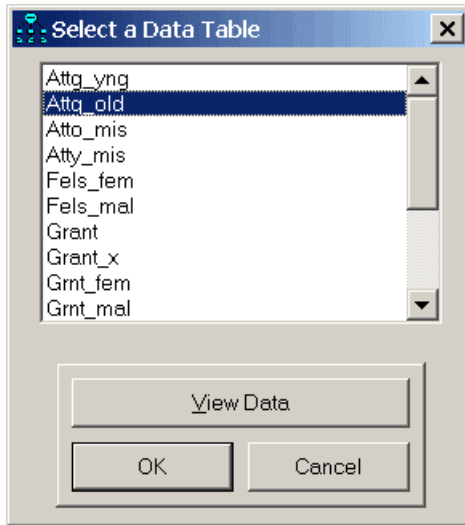 Select a Data Table
Attg_yng
Attg_old
Atto_mis
Atty_mis
Fels_fem
Fels_mal
Grant
Grant_x
Grnt_fem
Grnt_mal
View Data
OK Cancel